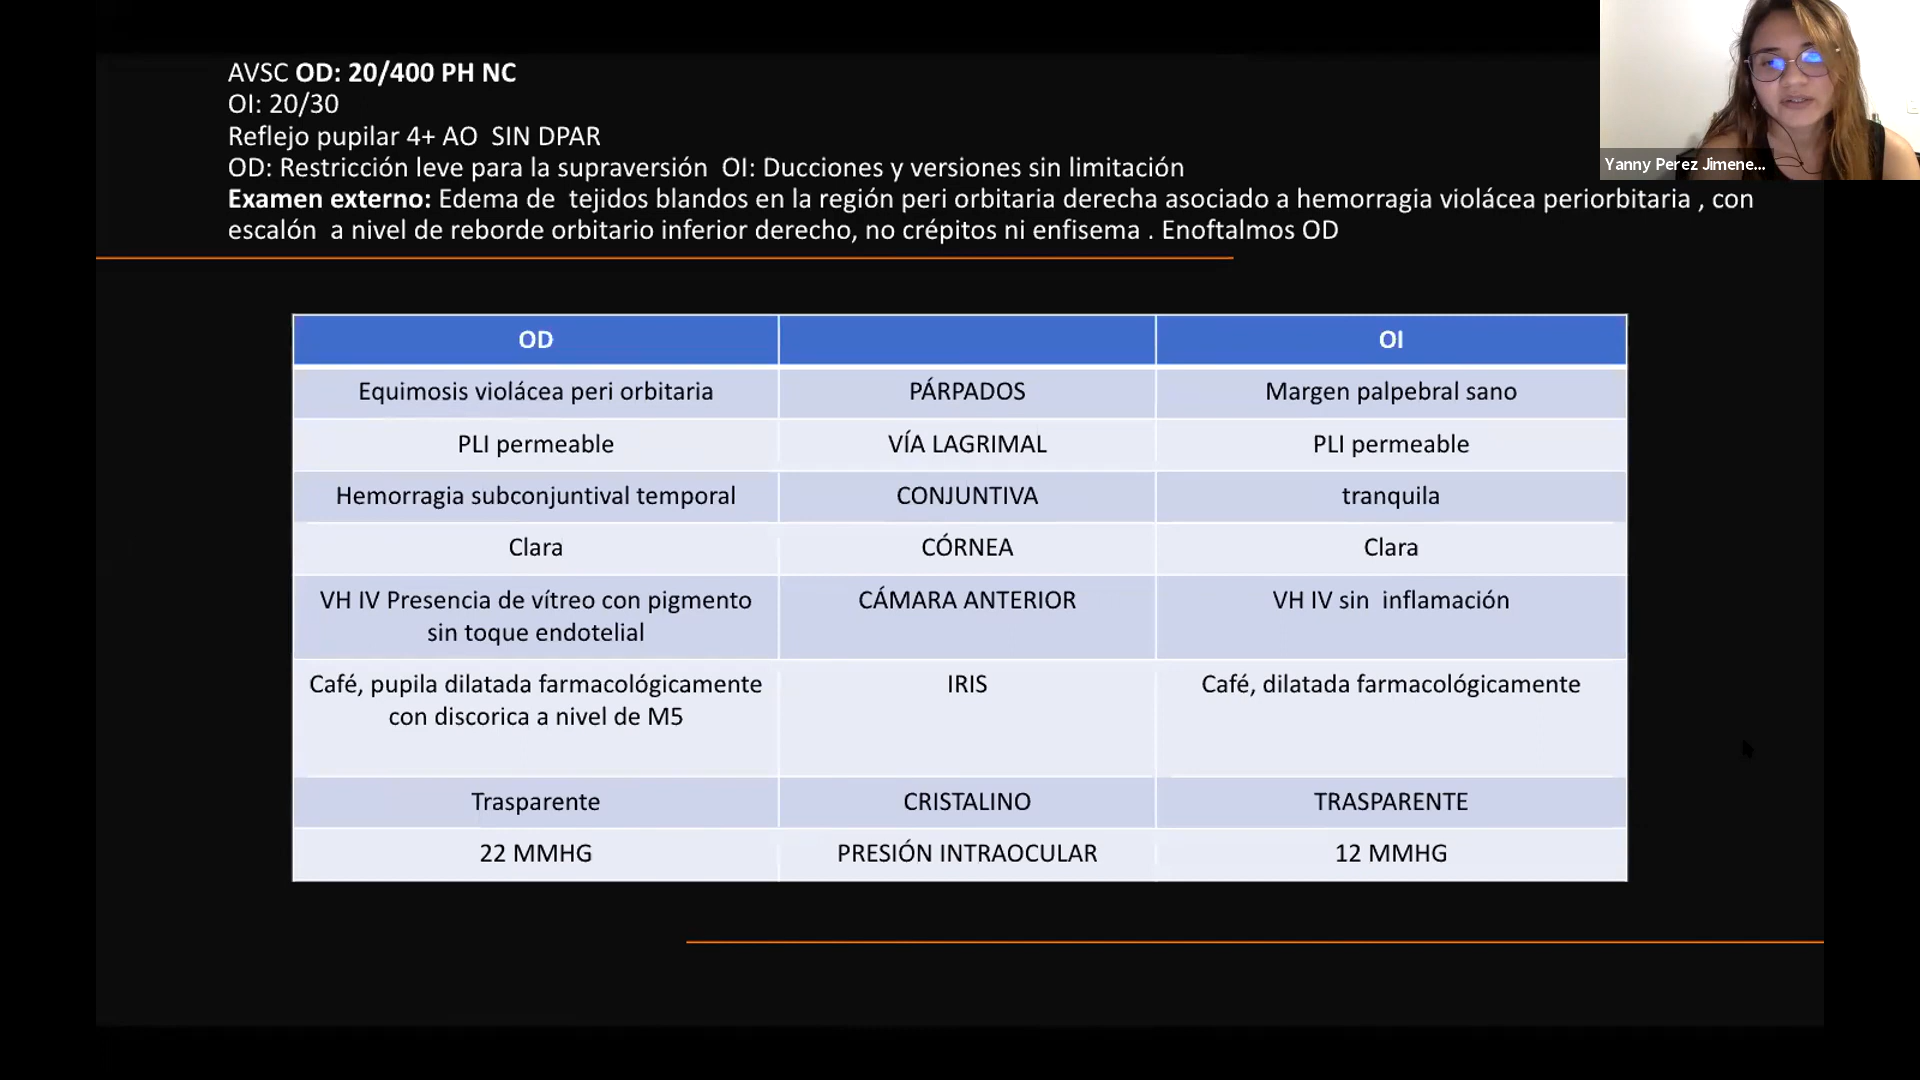 AVSC OD: 20/400 PH NC
OI: 20/30
Reflejo pupilar 4+ AO SIN DPAR
OD: Restricción leve para la supraversión OI: Ducciones y versiones sin limitación
Examen externo: Edema de tejidos blandos en la región peri orbitaria derecha asociado a hemorragia violácea periorbitaria , con
escalón a nivel de reborde orbitario inferior derecho, no crépitos ni enfisema . Enoftalmos OD
Yanny Perez Jimene...
OD OI
Equimosis violácea peri orbitaria PÁRPADOS Margen palpebral sano
PLI permeable VÍA LAGRIMAL PLI permeable
Hemorragia subconjuntival temporal CONJUNTIVA tranquila
Clara CÓRNEA Clara
VH IV Presencia de vítreo con pigmento CÁMARA ANTERIOR VH IV sin inflamación
sin toque endotelial
Café, pupila dilatada farmacológicamente IRIS Café, dilatada farmacológicamente
con discorica a nivel de M5
Trasparente CRISTALINO TRASPARENTE
22 MMHG PRESIÓN INTRAOCULAR 12 MMHG